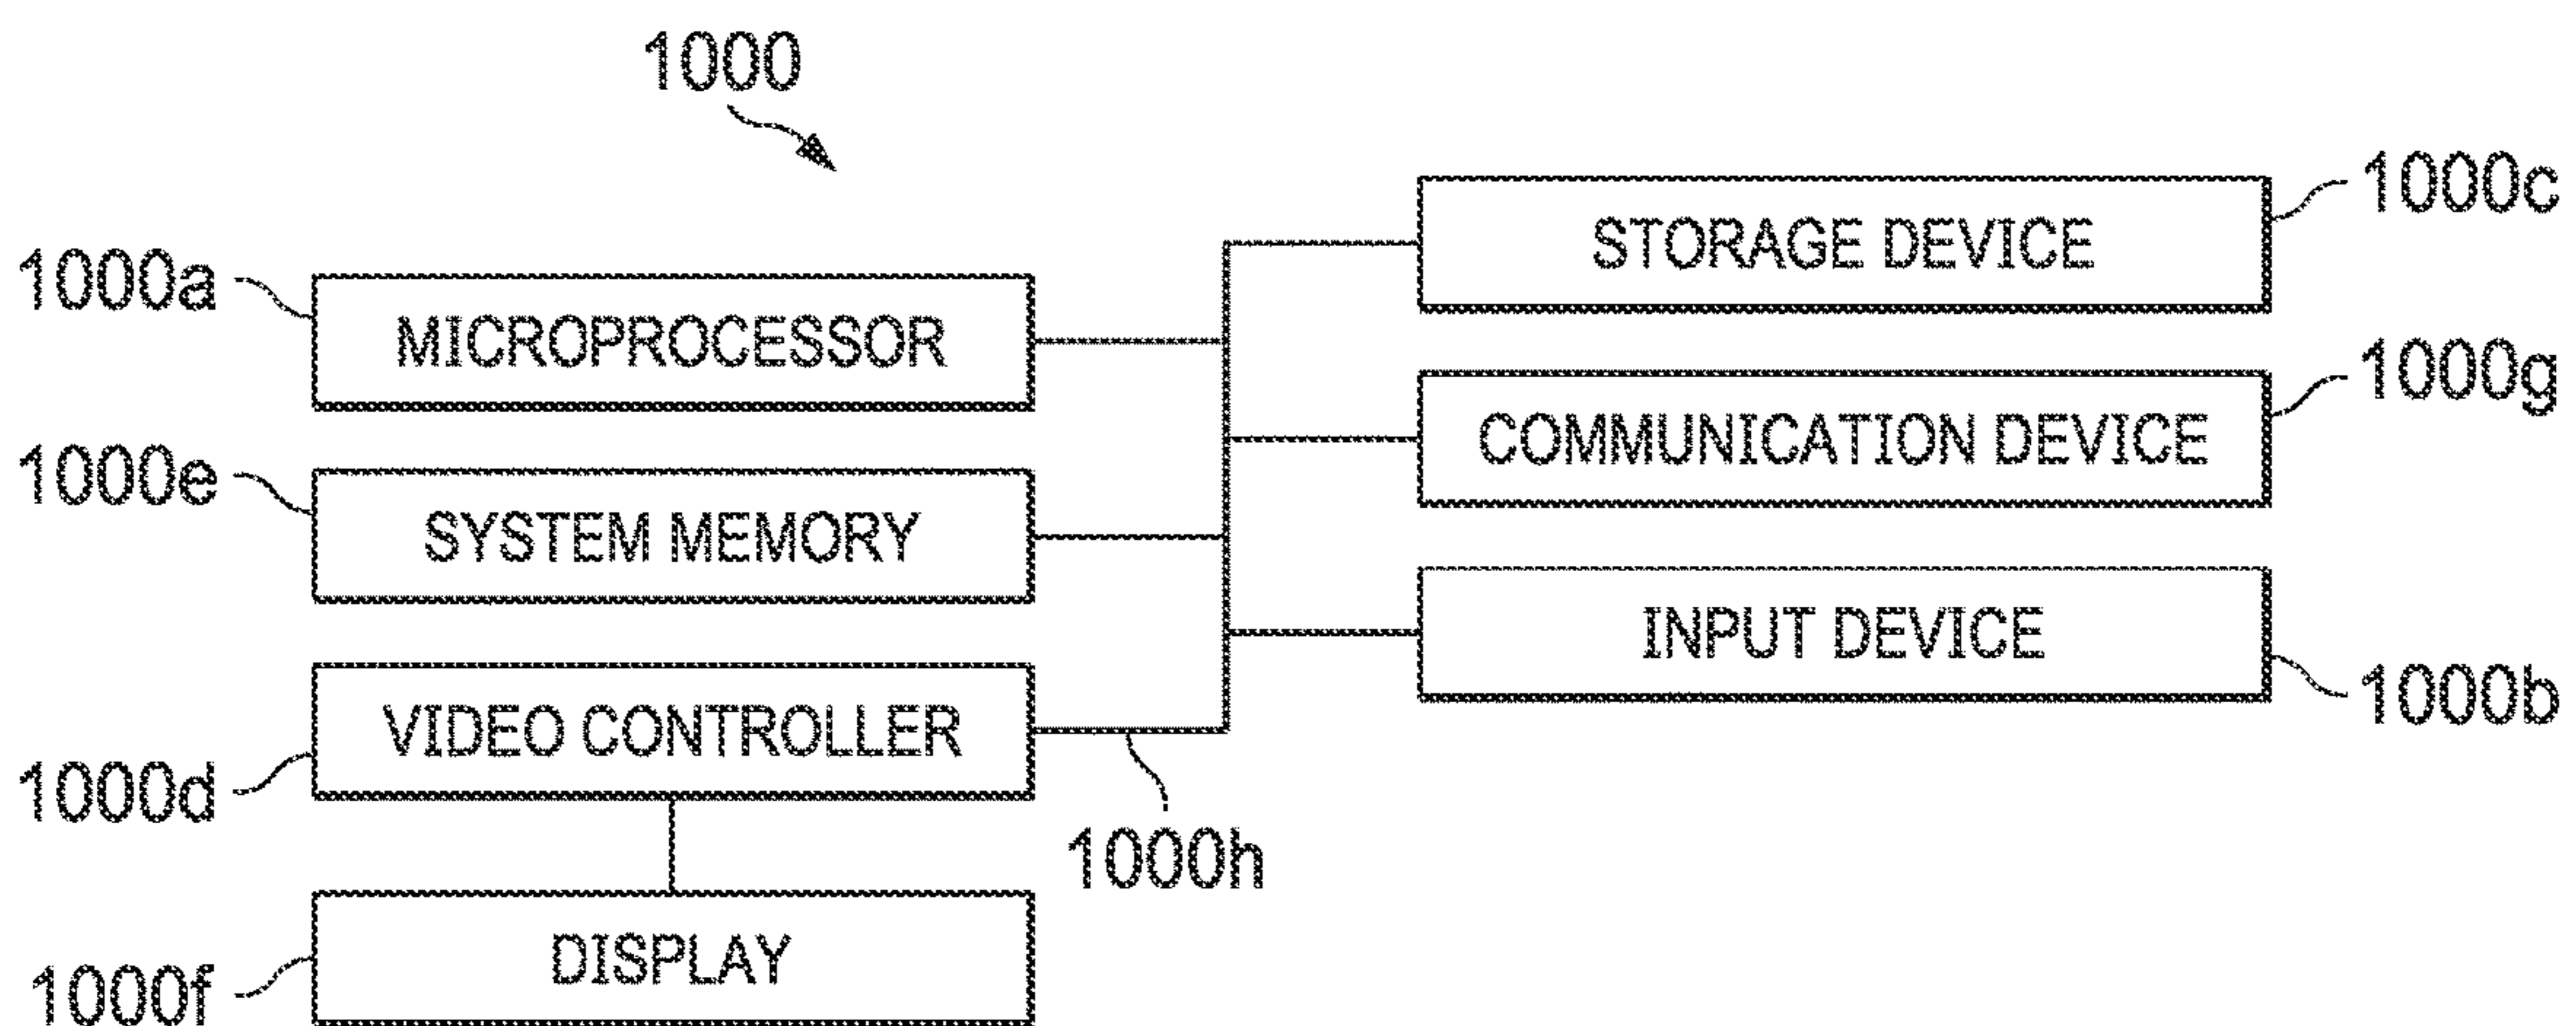 1000
1000a
MICROPROCESSOR
1000e
SYSTEM MEMORY
VIDEO CONTROLLER
1000d
DISPLAY
1000f
1000h
STORAGE DEVICE
1000c
COMMUNICATION DEVICE
1000g
INPUT DEVICE
1000b